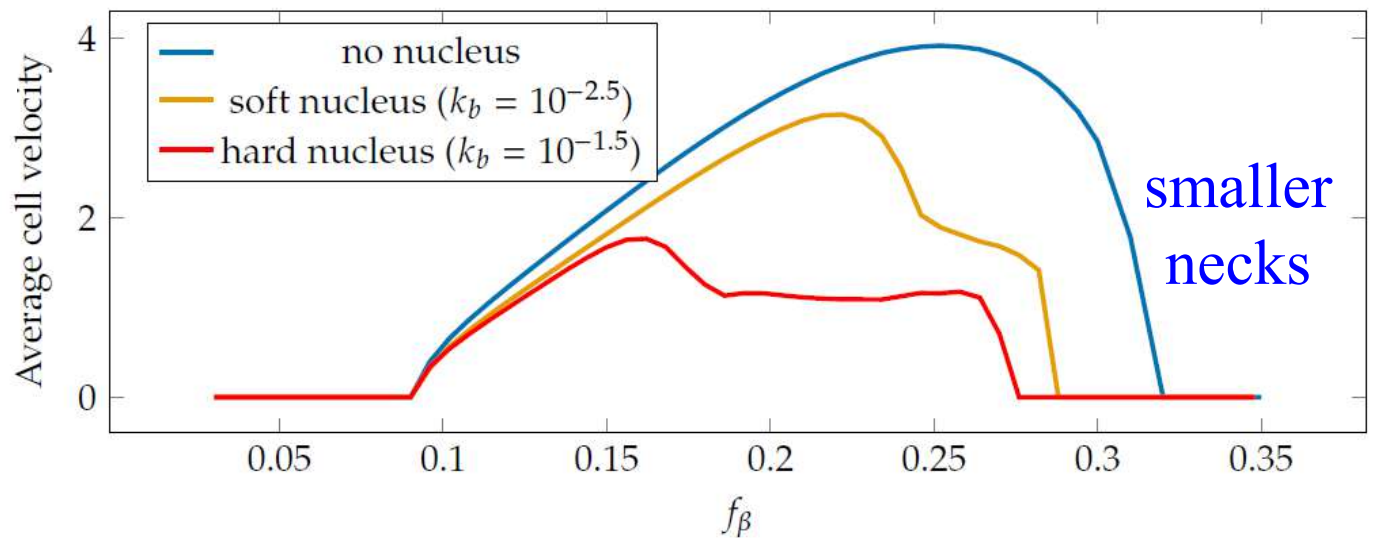 no nucleus
soft nucleus (k_b = 10^{-2.5})
hard nucleus (k_b = 10^{-1.5})
Average cell velocity
4
2
0
smaller
necks
0.05 0.1 0.15 0.2 0.25 0.3 0.35
f_β